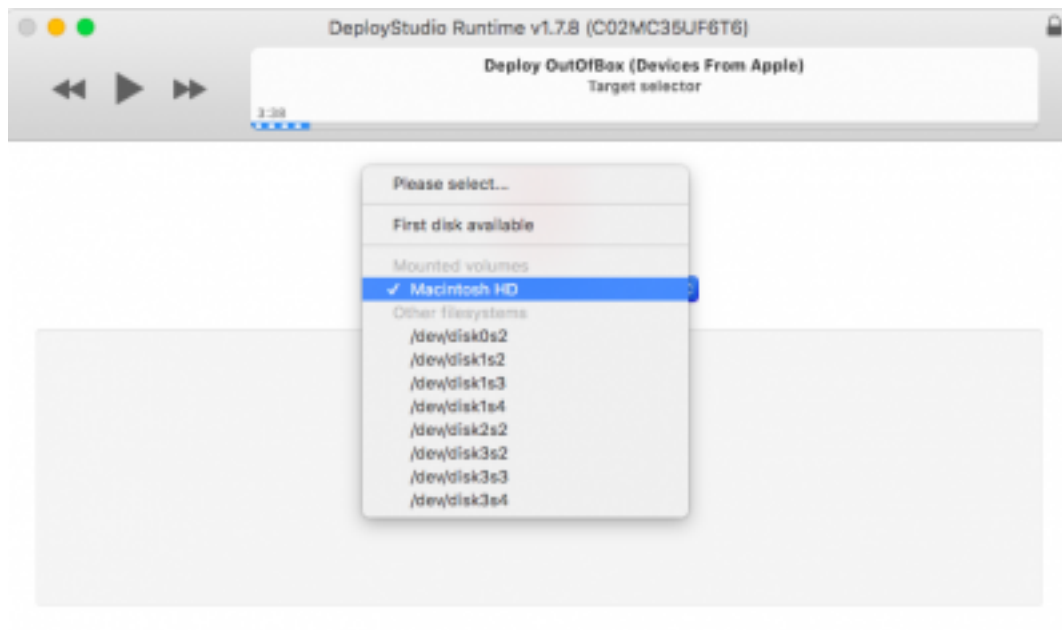 DeployStudio Runtime v1.7.8 (C02MC35UF6T6)
Deploy OutOfBox (Devices From Apple)
Target selector
3:38
Please select...
First disk available
Mounted volumes
✓ Macintosh HD
Other filesystems
/dev/disk0s2
/dev/disk1s2
/dev/disk1s3
/dev/disk1s4
/dev/disk2s2
/dev/disk3s2
/dev/disk3s3
/dev/disk3s4